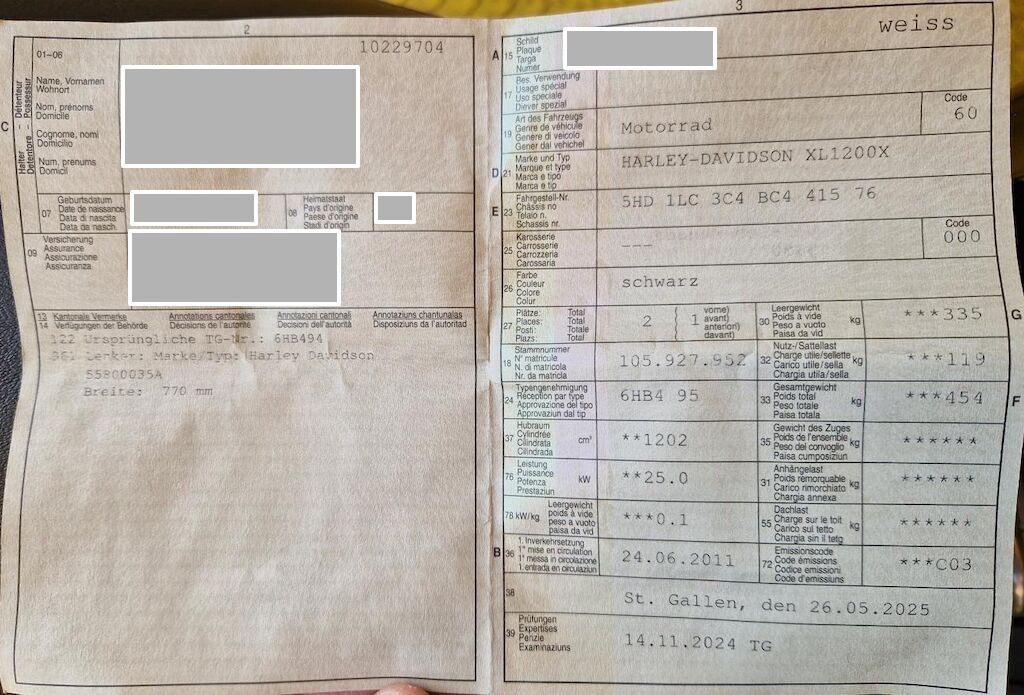 2
01-06
10229704
C
Halter - Détenteur
Detentore - Possessur
Name, Vornamen
Wohnort
Nom, prénoms
Domicile
Cognome, nomi
Domicilio
Num, prenums
Domicil
07
Geburtsdatum
Date de naissance
Data di nascita
Data da nasch.
08
Heimatstaat
Pays d'origine
Paese d'origine
Stadi d'origin
09
Versicherung
Assurance
Assicurazione
Assicuranza
13 Kantonale Vermerke Annotations cantonales Annotazioni cantonali Annotaziuns chantunalas
14 Verfügungen der Behörde Décisions de l'autorité Decisioni dell'autorità Disposiziuns da l'autoritad
122 Ursprüngliche TG-Nr.: 6HB494
Lenker: Marke/Typ: Harley Davidson
55800035A
Breite: 770 mm
3
weiss
A 15
Schild
Plaque
Targa
Numer
17
Bes. Verwendung
Usage spécial
Uso speciale
Diever spezial
19
Art des Fahrzeugs
Genre de véhicule
Genere di veicolo
Gener dal vehichel
Motorrad
Code
60
D 21
Marke und Typ
Marque et type
Marca e tipo
Marca e tip
HARLEY-DAVIDSON XL1200X
E 23
Fahrgestell-Nr.
Châssis no
Telaio n.
Schassis nr.
5HD 1LC 3C4 BC4 415 76
25
Karosserie
Carrosserie
Carrozzeria
Carossaria
---
Code
000
26
Farbe
Couleur
Colore
Colur
schwarz
27
Plätze: Total
Places: Total
Posti: Totale
Plazs: Total
2 ( 1
vorne)
avant)
anteriori)
davant)
30
Leergewicht
Poids à vide
Peso a vuoto
Paisa da vid
kg
***335
G
18
Stammnummer
N° matricule
N. di matricola
Nr. da matricla
105.927.952
32
Nutz-/Sattellast
Charge utile/sellette
Carico utile/sella
Chargia utila/sella
kg
***119
24
Typengenehmigung
Réception par type
Approvazione del tipo
Approvaziun dal tip
6HB4 95
33
Gesamtgewicht
Poids total
Peso totale
Paisa totala
kg
***454
F
37
Hubraum
Cylindrée
Cilindrata
Cilindrada
cm³
**1202
35
Gewicht des Zuges
Poids de l'ensemble
Peso del convoglio
Paisa cumposiziun
kg
******
76
Leistung
Puissance
Potenza
Prestaziun
kW
**25.0
31
Anhängelast
Poids remorquable
Carico rimorchiato
Chargia annexa
kg
******
78 kW/kg
Leergewicht
poids à vide
peso a vuoto
paisa da vid
***0.1
55
Dachlast
Charge sur le toit
Carico sul tetto
Chargia sin il tetg
kg
******
B 36
1. Inverkehrsetzung
1re mise en circulation
1a messa in circolazione
1. entrada en circulaziun
24.06.2011
72
Emissionscode
Code émissions
Codice emissioni
Code d'emissiuns
***C03
38
St. Gallen, den 26.05.2025
39
Prüfungen
Expertises
Perizie
Examinaziuns
14.11.2024 TG